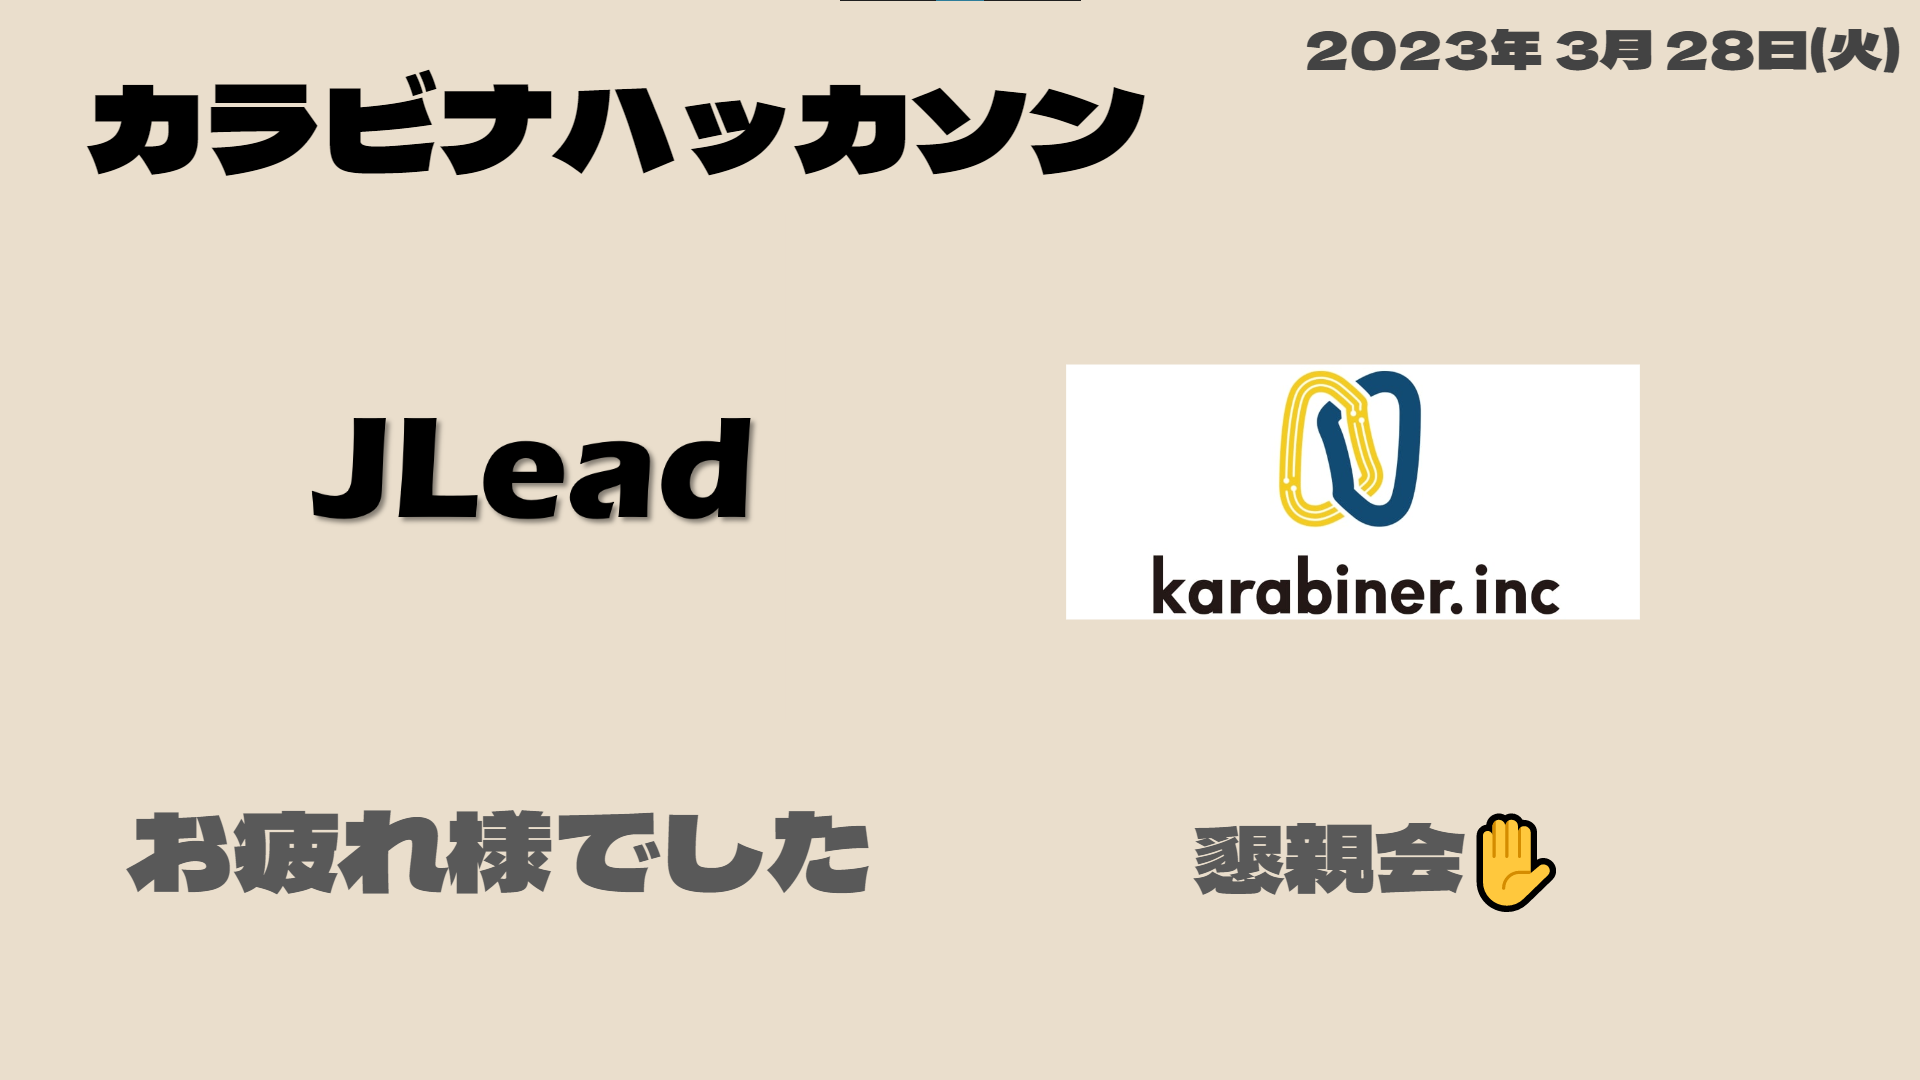 2023年 3月 28日(火)
カラビナハッカソン
JLead
karabiner.inc
お疲れ様でした
懇親会✋